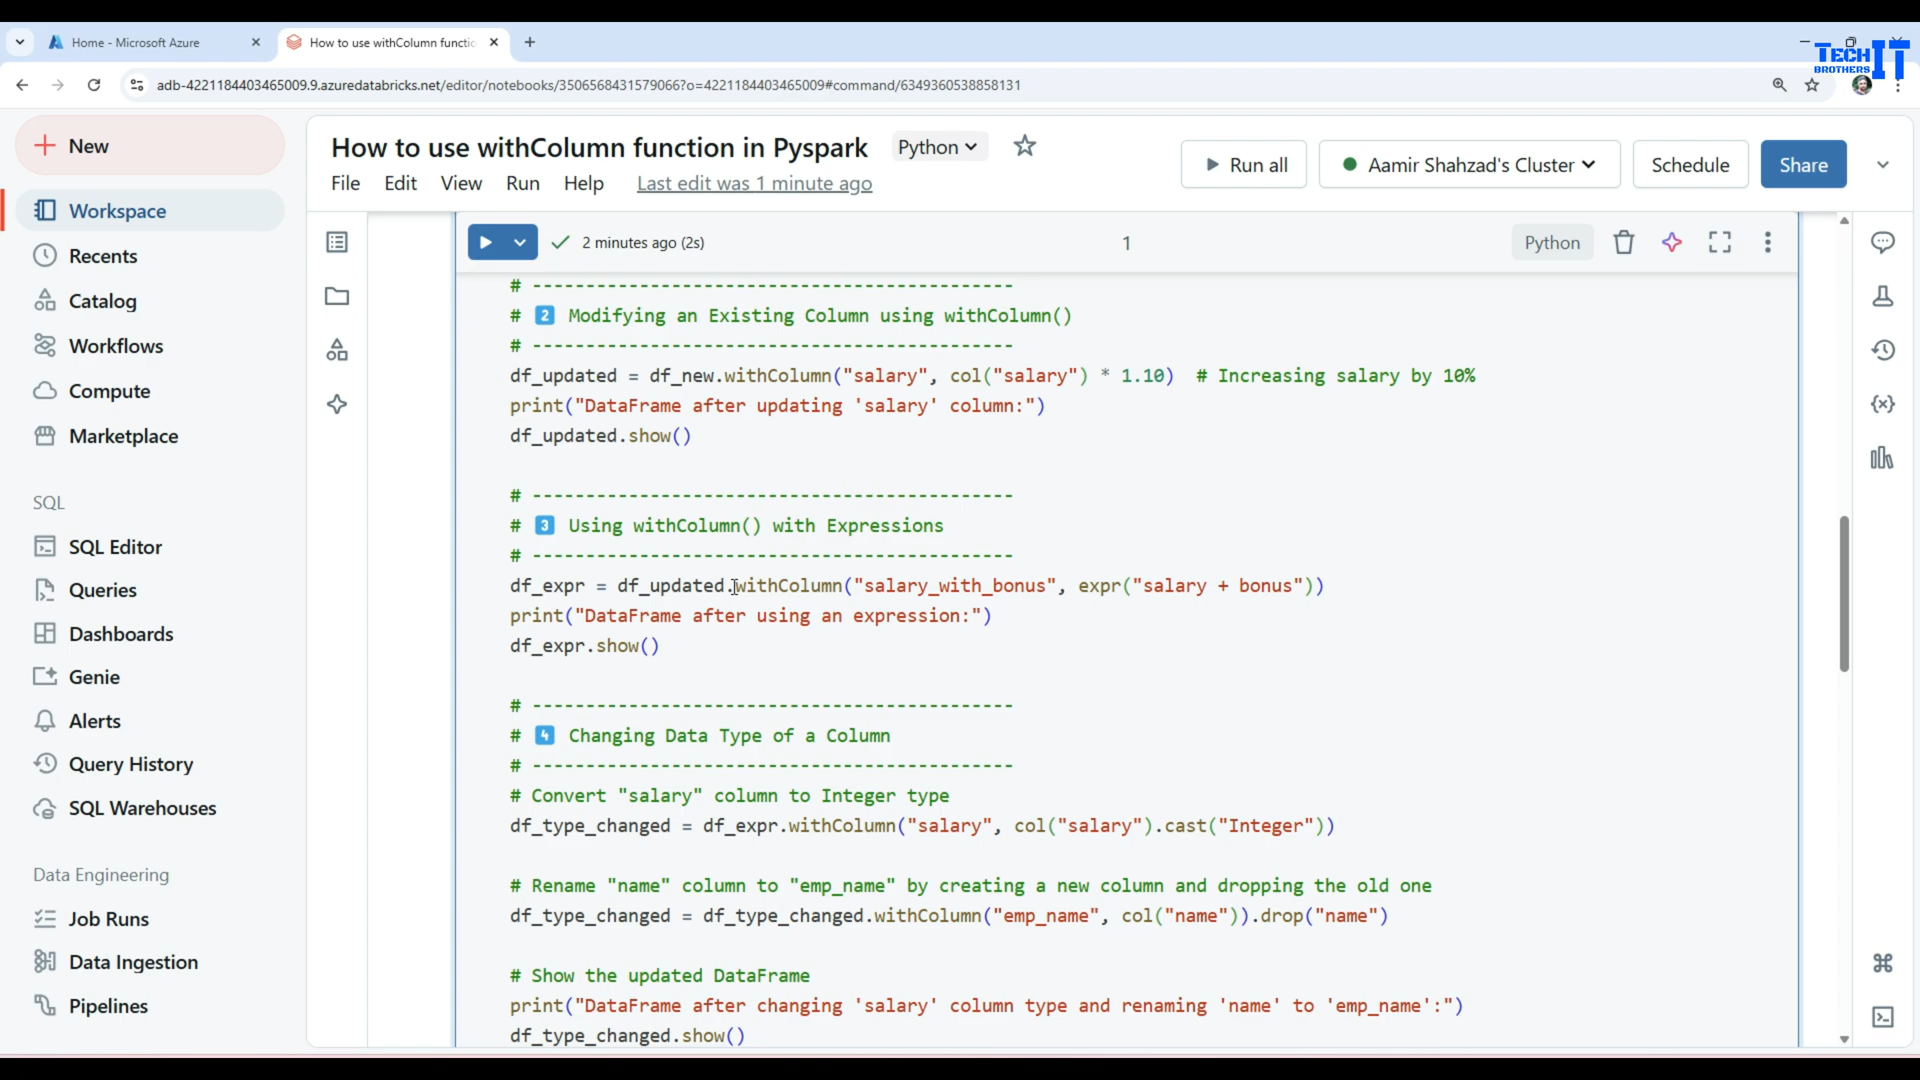 Home - Microsoft Azure
How to use withColumn functio
TECH BROTHERS IT
adb-4221184403465009.9.azuredatabricks.net/editor/notebooks/3506568431579066?o=4221184403465009#command/6349360538858131
New
Workspace
Recents
Catalog
Workflows
Compute
Marketplace
SQL
SQL Editor
Queries
Dashboards
Genie
Alerts
Query History
SQL Warehouses
Data Engineering
Job Runs
Data Ingestion
Pipelines
How to use withColumn function in Pyspark
Python
File Edit View Run Help Last edit was 1 minute ago
Run all
Aamir Shahzad's Cluster
Schedule
Share
2 minutes ago (2s)
1
Python
# ---------------------------------------------
# 2 Modifying an Existing Column using withColumn()
# ---------------------------------------------
df_updated = df_new.withColumn("salary", col("salary") * 1.10)  # Increasing salary by 10%
print("DataFrame after updating 'salary' column:")
df_updated.show()
# ---------------------------------------------
# 3 Using withColumn() with Expressions
# ---------------------------------------------
df_expr = df_updated.withColumn("salary_with_bonus", expr("salary + bonus"))
print("DataFrame after using an expression:")
df_expr.show()
# ---------------------------------------------
# 4 Changing Data Type of a Column
# ---------------------------------------------
# Convert "salary" column to Integer type
df_type_changed = df_expr.withColumn("salary", col("salary").cast("Integer"))
# Rename "name" column to "emp_name" by creating a new column and dropping the old one
df_type_changed = df_type_changed.withColumn("emp_name", col("name")).drop("name")
# Show the updated DataFrame
print("DataFrame after changing 'salary' column type and renaming 'name' to 'emp_name':")
df_type_changed.show()